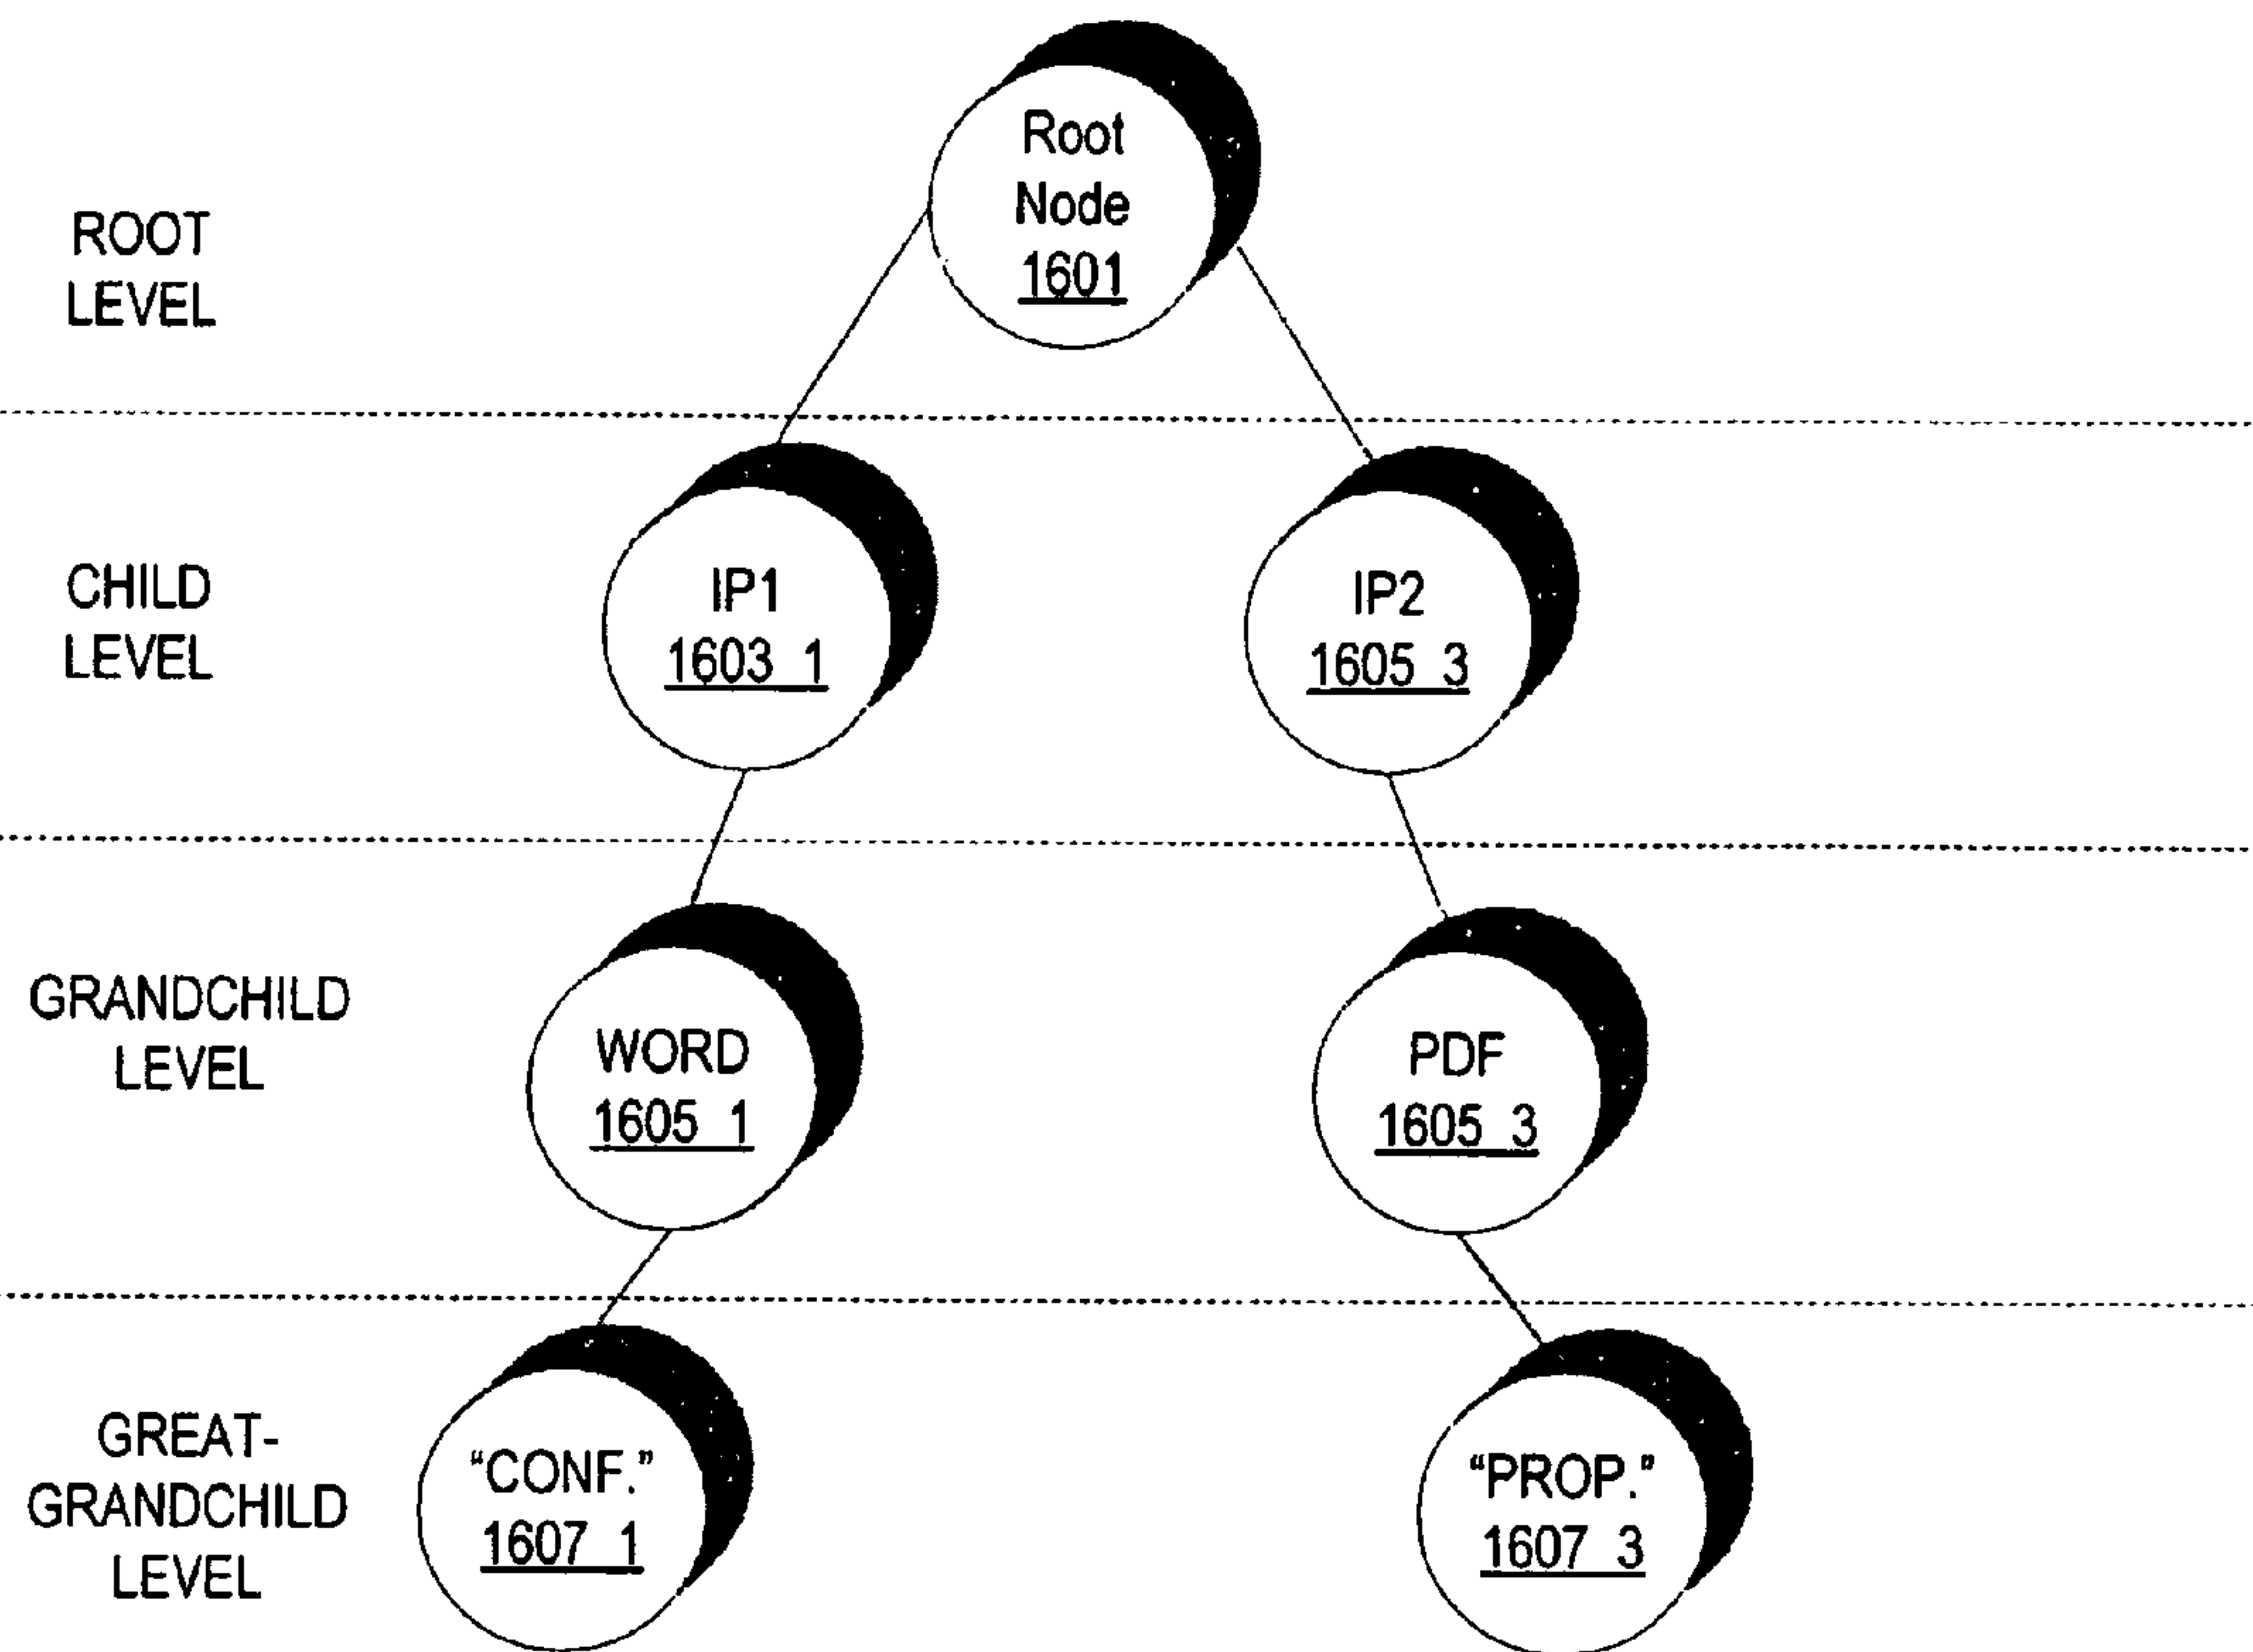 ROOT
LEVEL
Root
Node
1601
CHILD
LEVEL
IP1
1603_1
IP2
1605_3
GRANDCHILD
LEVEL
WORD
1605_1
PDF
1605_3
GREAT-
GRANDCHILD
LEVEL
“CONF.”
1607_1
“PROP.”
1607_3